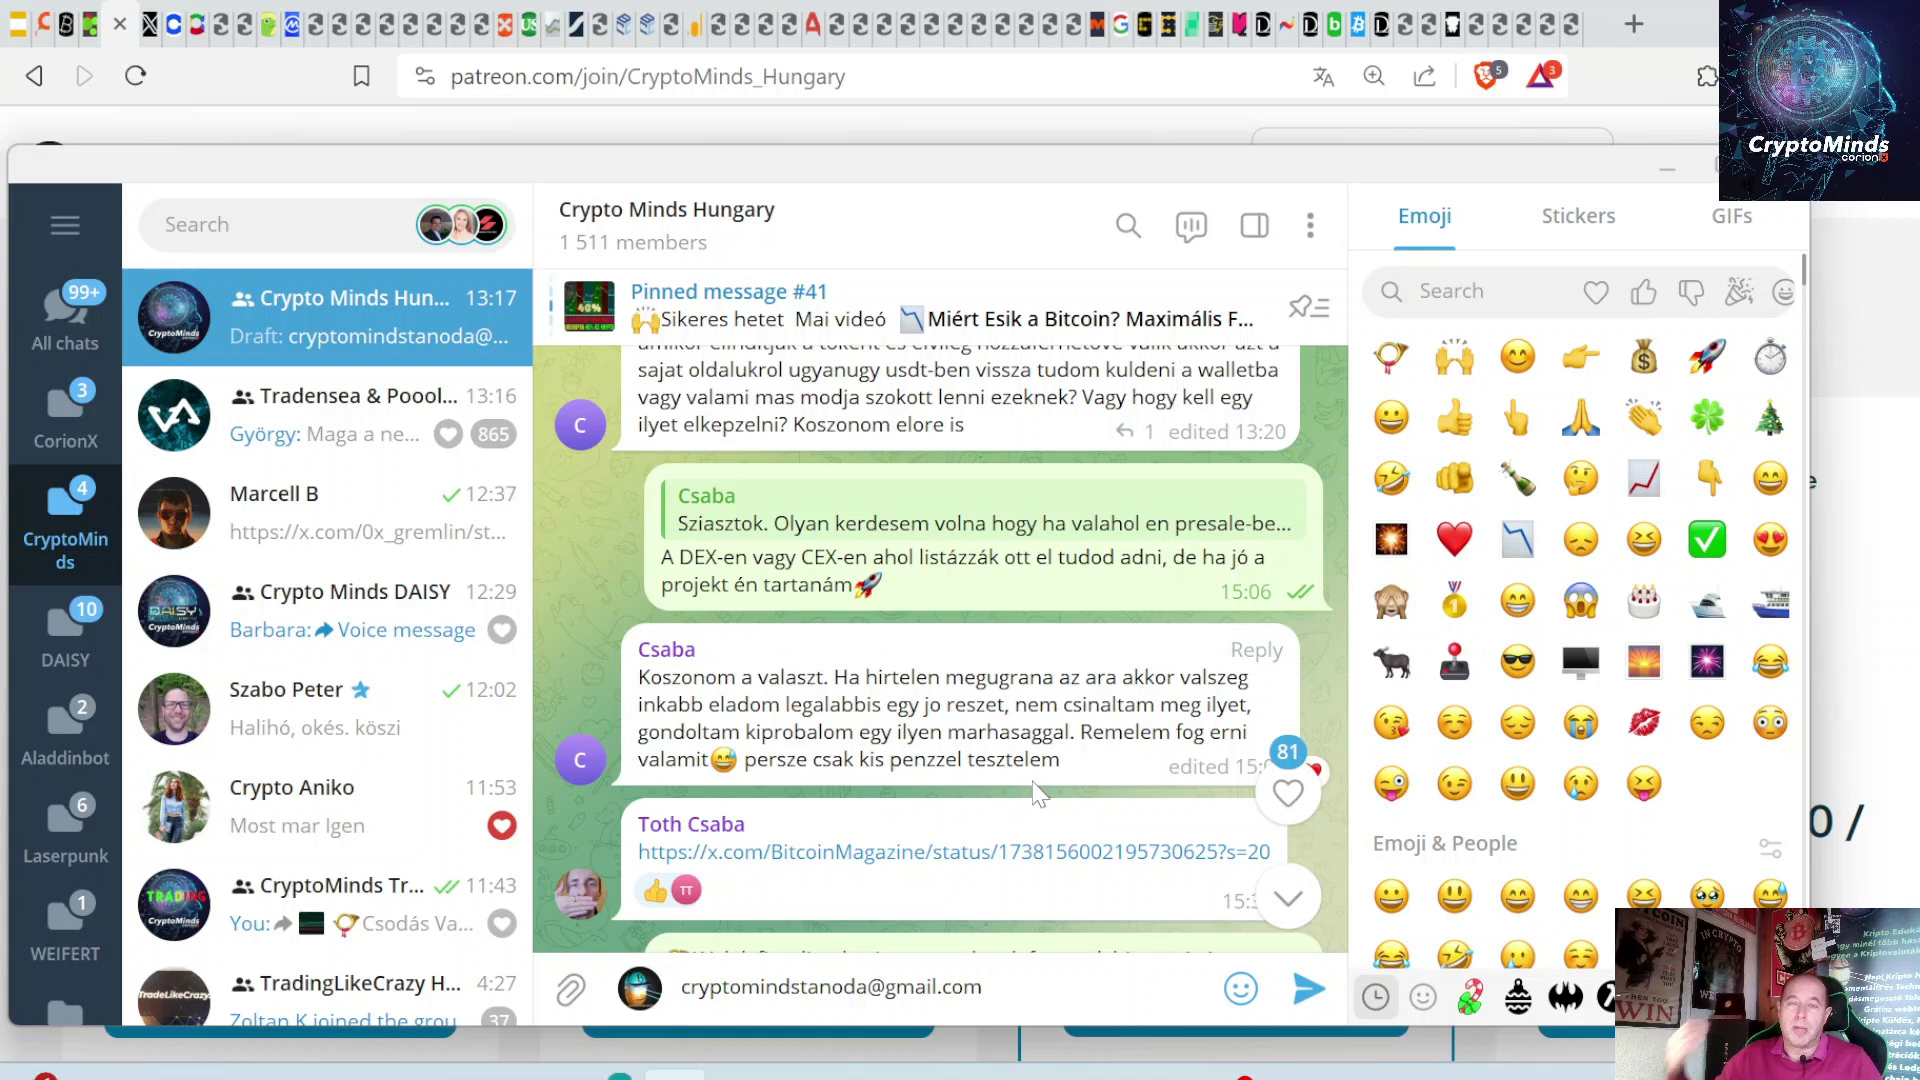 patreon.com/join/CryptoMinds_Hungary
5
3
CryptoMinds
corionX
Search
99+
All chats
3
CorionX
4
CryptoMin
ds
10
DAISY
2
Aladdinbot
6
Laserpunk
1
WEIFERT
Crypto Minds Hun... 13:17
Draft: cryptomindstanoda@...
Tradensea & Poool... 13:16
György: Maga a ne... 865
Marcell B 12:37
https://x.com/0x_gremlin/st...
Crypto Minds DAISY 12:29
Barbara: Voice message
Szabo Peter 12:02
Halihó, okés. köszi
Crypto Aniko 11:53
Most mar Igen
CryptoMinds Tr... 11:43
You: Csodás Va...
TradingLikeCrazy H... 4:27
Zoltan K joined the grou 37
Crypto Minds Hungary
1 511 members
Pinned message #41
🙌Sikeres hetet Mai videó 📉Miért Esik a Bitcoin? Maximális F...
amikor elinditjak a tokent es elvileg hozzaferhetove valik akkor azt a
sajat oldalukrol ugyanugy usdt-ben vissza tudom kuldeni a walletba
vagy valami mas modja szokott lenni ezeknek? Vagy hogy kell egy
ilyet elkepzelni? Koszonom elore is
1 edited 13:20
Csaba
Sziasztok. Olyan kerdesem volna hogy ha valahol en presale-be...
A DEX-en vagy CEX-en ahol listázzák ott el tudod adni, de ha jó a
projekt én tartanám🚀
15:06
Csaba Reply
Koszonom a valaszt. Ha hirtelen megugrana az ara akkor valszeg
inkabb eladom legalabbis egy jo reszet, nem csinaltam meg ilyet,
gondoltam kiprobalom egy ilyen marhasaggal. Remelem fog erni
valamit😅 persze csak kis penzzel tesztelem
edited 15:
81
Toth Csaba
https://x.com/BitcoinMagazine/status/1738156002195730625?s=20
15:3
cryptomindstanoda@gmail.com
Emoji Stickers GIFs
Search
Emoji & People
0 /
WIN